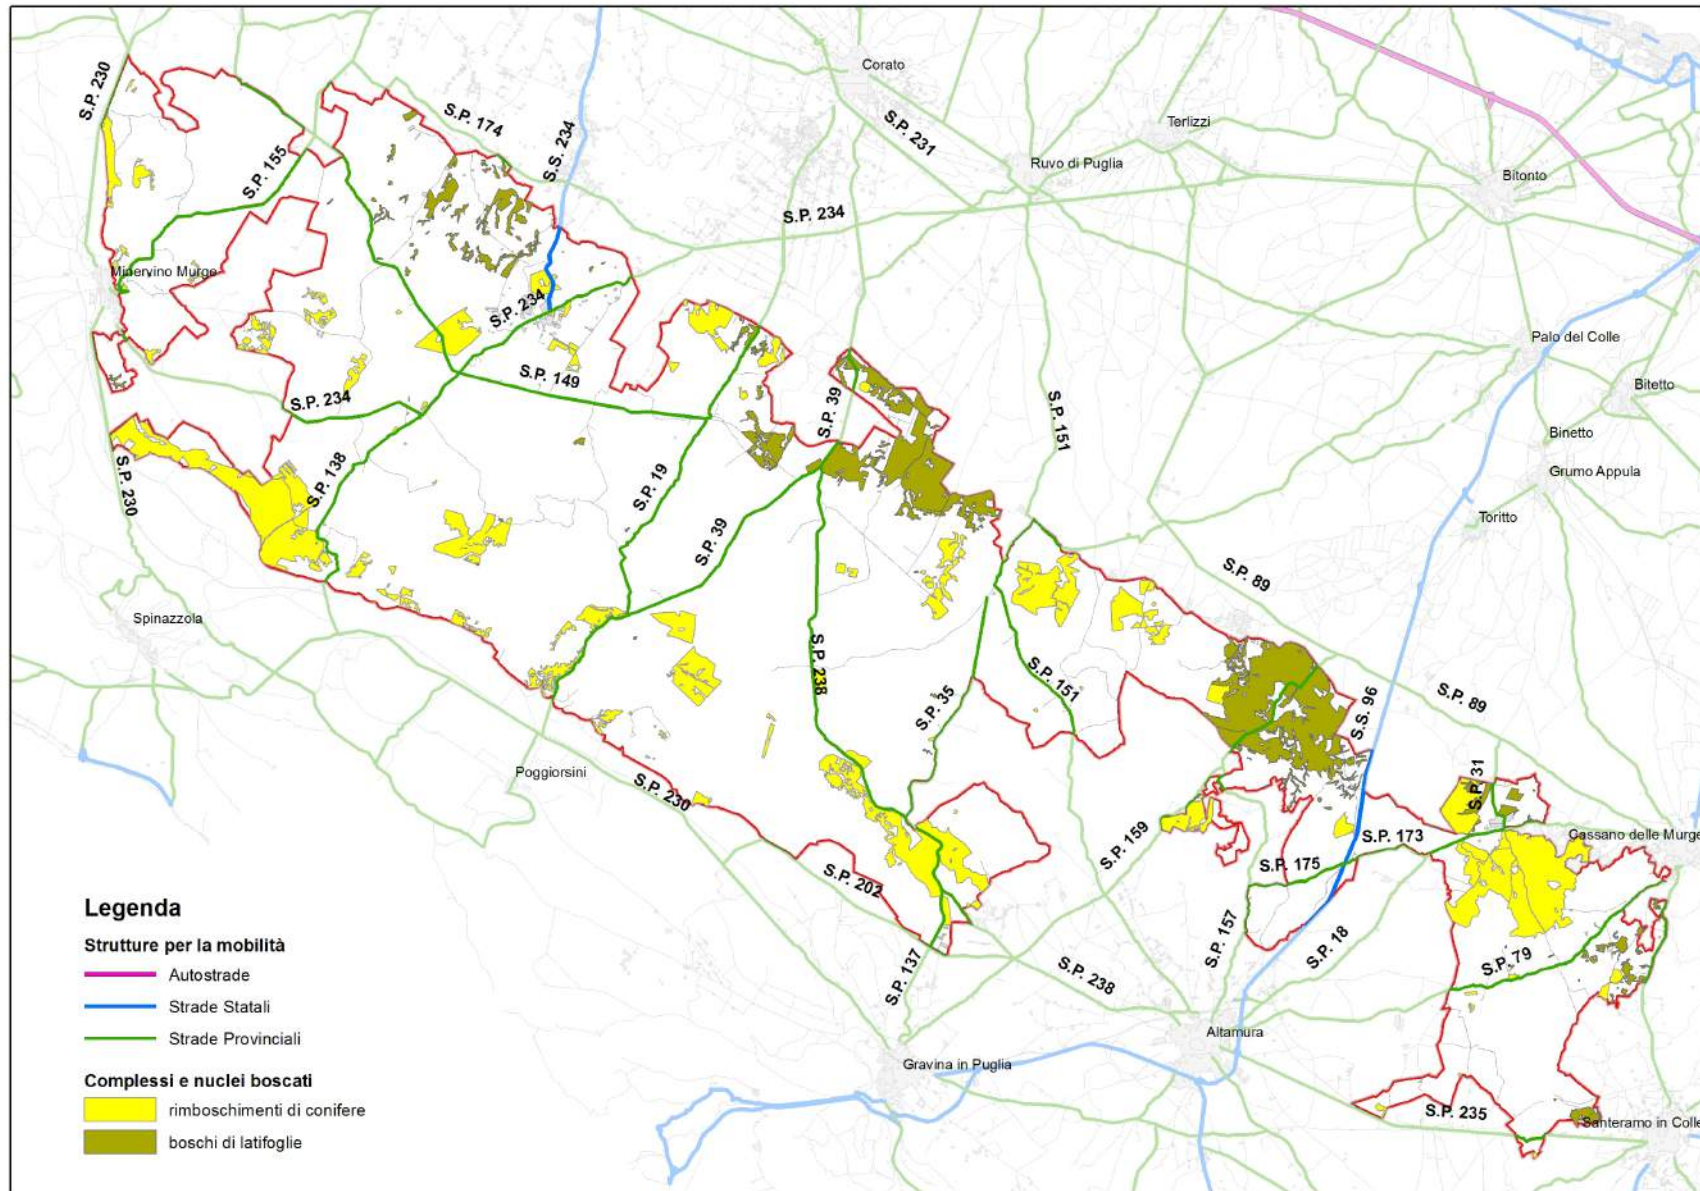 Corato
S.P. 230
S.P. 174
S.S. 234
S.P. 231
Terlizzi
Ruvo di Puglia
Bitonto
S.P. 155
S.P. 234
Minervino Murge
S.P. 234
Palo del Colle
S.P. 149
Bitetto
S.P. 234
S.P. 39
S.P. 151
Binetto
Grumo Appula
S.P. 230
S.P. 138
S.P. 19
Toritto
S.P. 39
S.P. 89
Spinazzola
S.P. 238
S.P. 151
S.P. 35
S.P. 89
S.S. 96
Poggiorsini
S.P. 230
S.P. 31
S.P. 159
S.P. 173
Cassano delle Murge
S.P. 175
S.P. 202
Legenda
Strutture per la mobilità
Autostrade
Strade Statali
Strade Provinciali
Complessi e nuclei boscati
rimboschimenti di conifere
boschi di latifoglie
S.P. 157
S.P. 18
S.P. 79
S.P. 137
S.P. 238
Altamura
Gravina in Puglia
S.P. 235
Santeramo in Colle